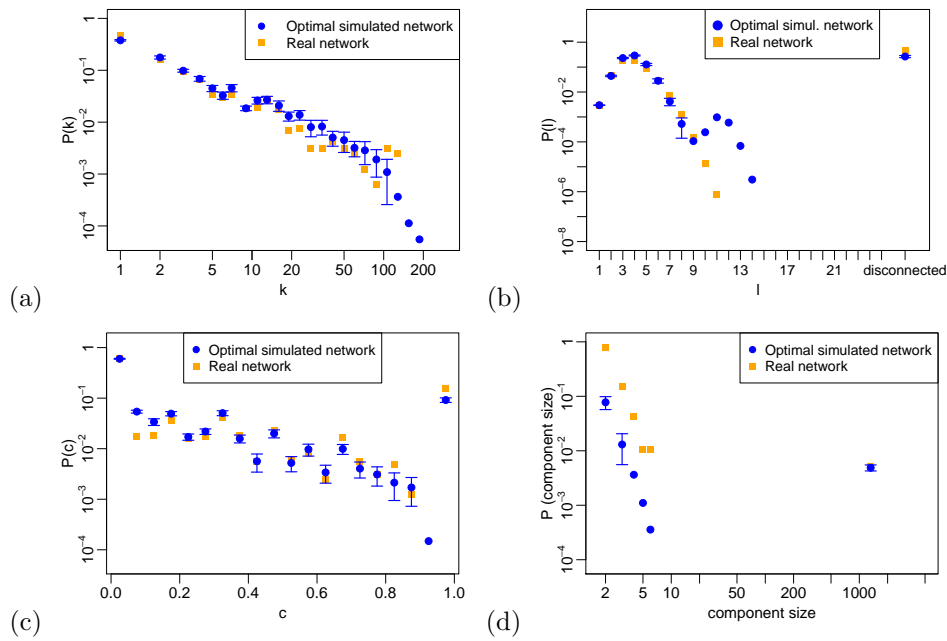 Optimal simulated network
Real network
P(k)
1
10⁻¹
10⁻²
10⁻³
10⁻⁴
1 2 5 10 20 50 100 200
k
(a)
Optimal simul. network
Real network
P(l)
1
10⁻²
10⁻⁴
10⁻⁶
10⁻⁸
1 3 5 7 9 13 17 21 disconnected
l
(b)
Optimal simulated network
Real network
P(c)
1
10⁻¹
10⁻²
10⁻³
10⁻⁴
0.0 0.2 0.4 0.6 0.8 1.0
c
(c)
Optimal simulated network
Real network
P (component size)
1
10⁻¹
10⁻²
10⁻³
10⁻⁴
2 5 10 50 200 1000
component size
(d)